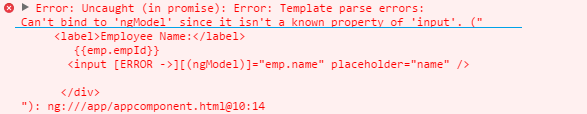 Error: Uncaught (in promise): Error: Template parse errors:
Can't bind to 'ngModel' since it isn't a known property of 'input'. ("
<label>Employee Name:</label>
{{emp.empId}}
<input [ERROR ->][(ngModel)]="emp.name" placeholder="name" />
</div>
"): ng:///app/appcomponent.html@10:14